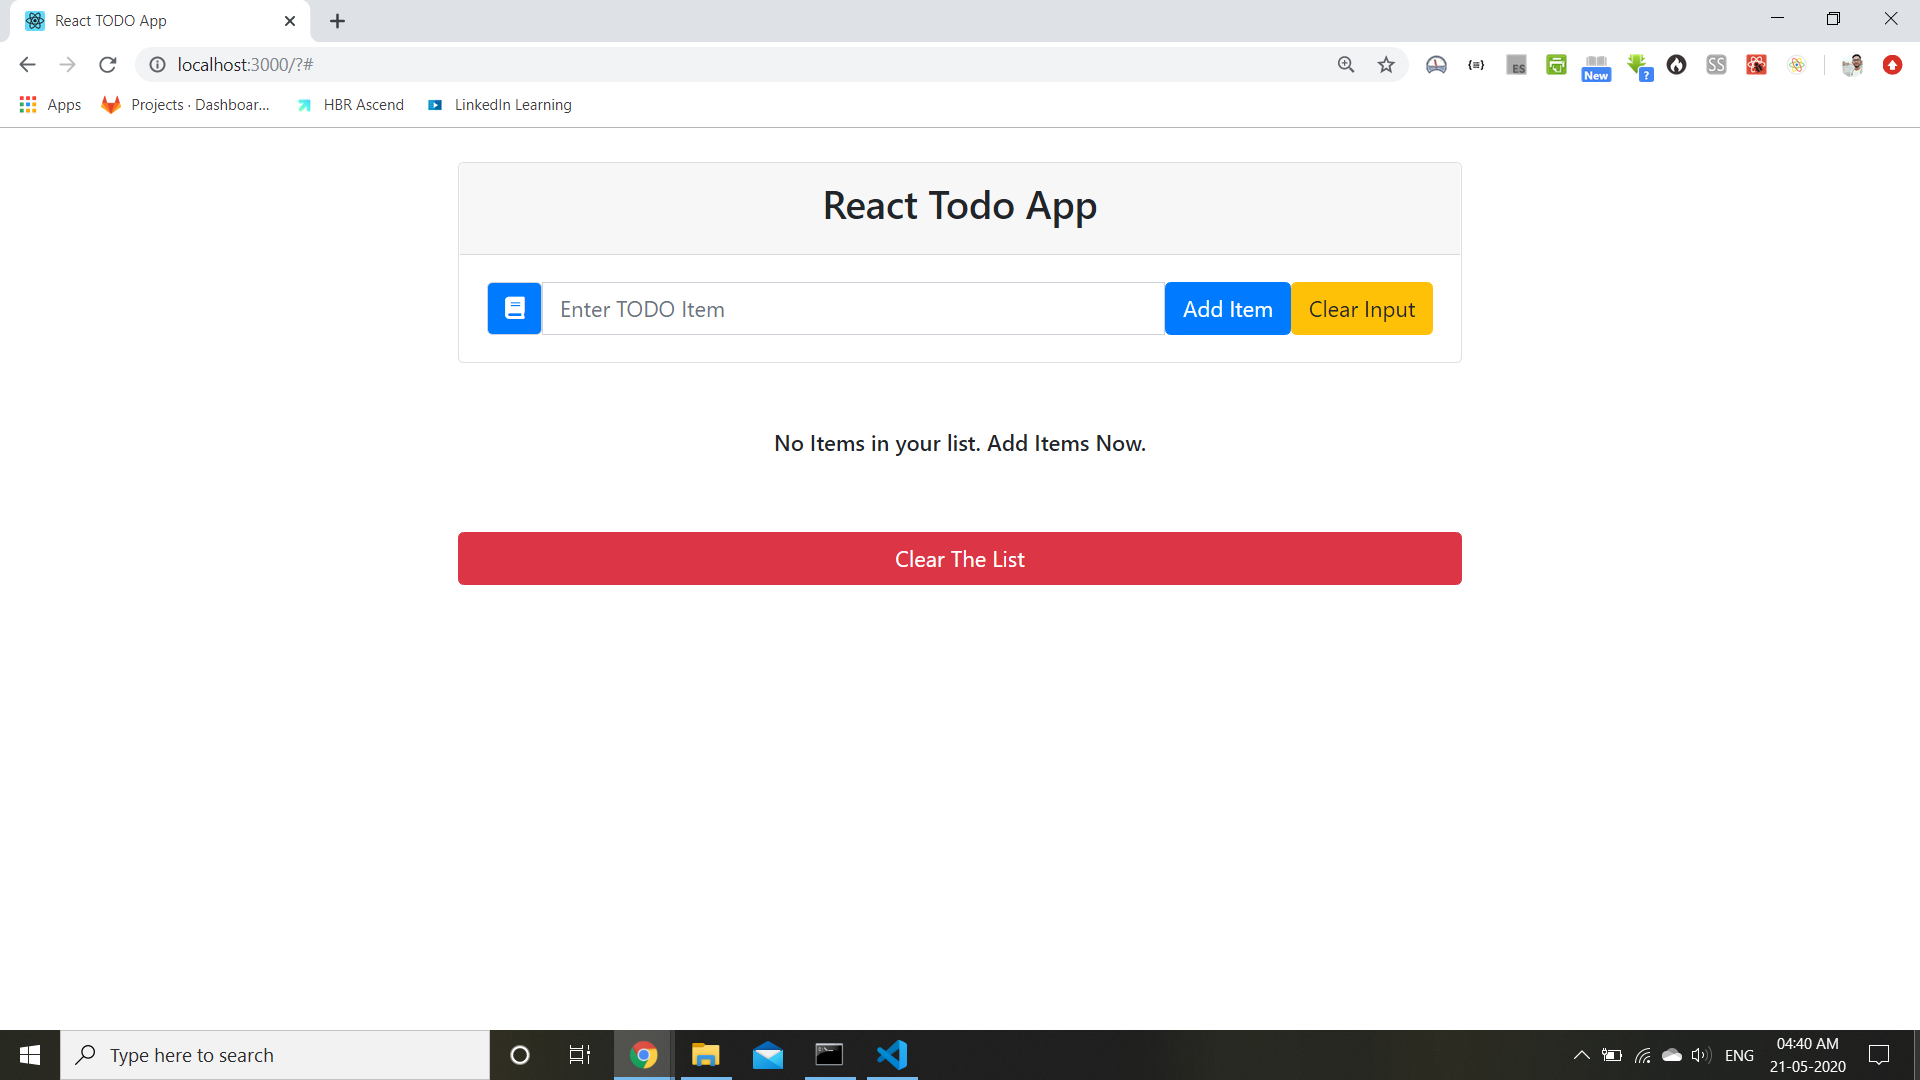 React TODO App
localhost:3000/?#
{≡}
ES
New
?
SS
Apps
Projects · Dashboar...
HBR Ascend
LinkedIn Learning
React Todo App
Enter TODO Item
Add Item
Clear Input
No Items in your list. Add Items Now.
Clear The List
Type here to search
ENG
04:40 AM
21-05-2020